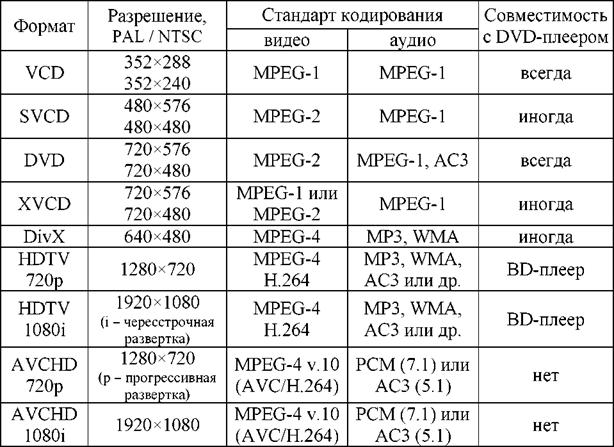 Формат
Разрешение,
PAL / NTSC
Стандарт кодирования
видео
аудио
Совместимость
с DVD-плеером
VCD
352×288
352×240
MPEG-1
MPEG-1
всегда
SVCD
480×576
480×480
MPEG-2
MPEG-1
иногда
DVD
720×576
720×480
MPEG-2
MPEG-1, AC3
всегда
XVCD
720×576
720×480
MPEG-1 или
MPEG-2
MPEG-1
иногда
DivX
640×480
MPEG-4
MP3, WMA
иногда
HDTV
720p
1280×720
MPEG-4
H.264
MP3, WMA,
AC3 или др.
BD-плеер
HDTV
1080i
1920×1080
(i – чересстрочная
развертка)
MPEG-4
H.264
MP3, WMA,
AC3 или др.
BD-плеер
AVCHD
720p
1280×720
(p – прогрессивная
развертка)
MPEG-4 v.10
(AVC/H.264)
PCM (7.1) или
AC3 (5.1)
нет
AVCHD
1080i
1920×1080
MPEG-4 v.10
(AVC/H.264)
PCM (7.1) или
AC3 (5.1)
нет